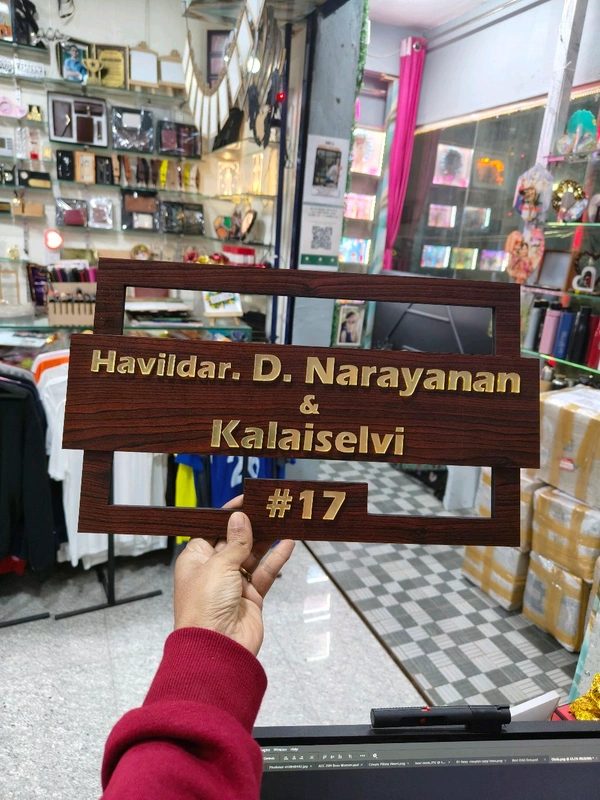 Havildar. D. Narayanan
&
Kalaiselvi
#17